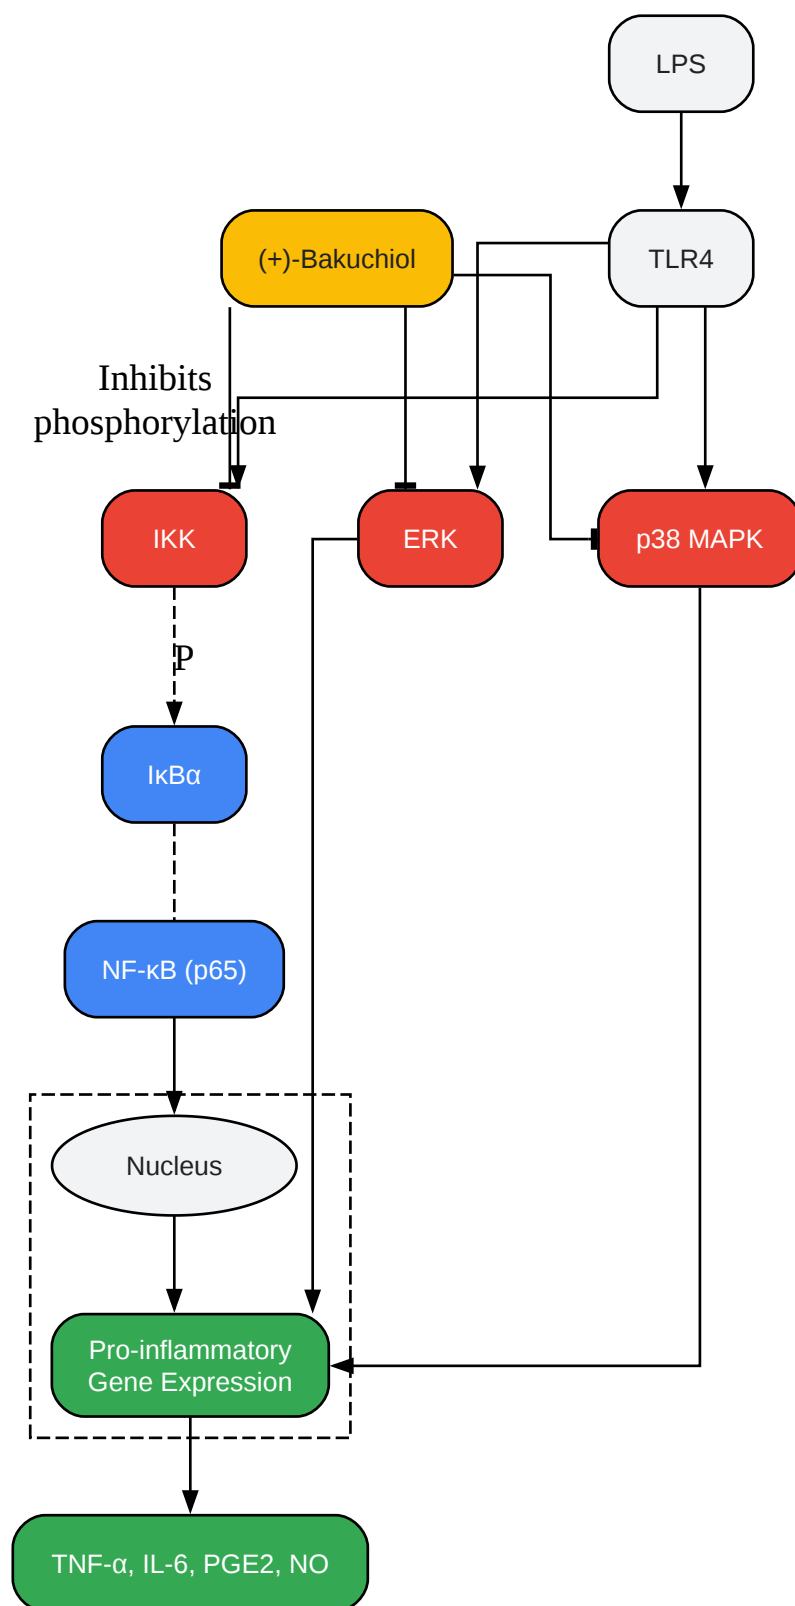 LPS
(+)-Bakuchiol
TLR4
Inhibits
phosphorylation
IKK
ERK
p38 MAPK
P
IκBα
NF-κB (p65)
Nucleus
Pro-inflammatory
Gene Expression
TNF-α, IL-6, PGE2, NO